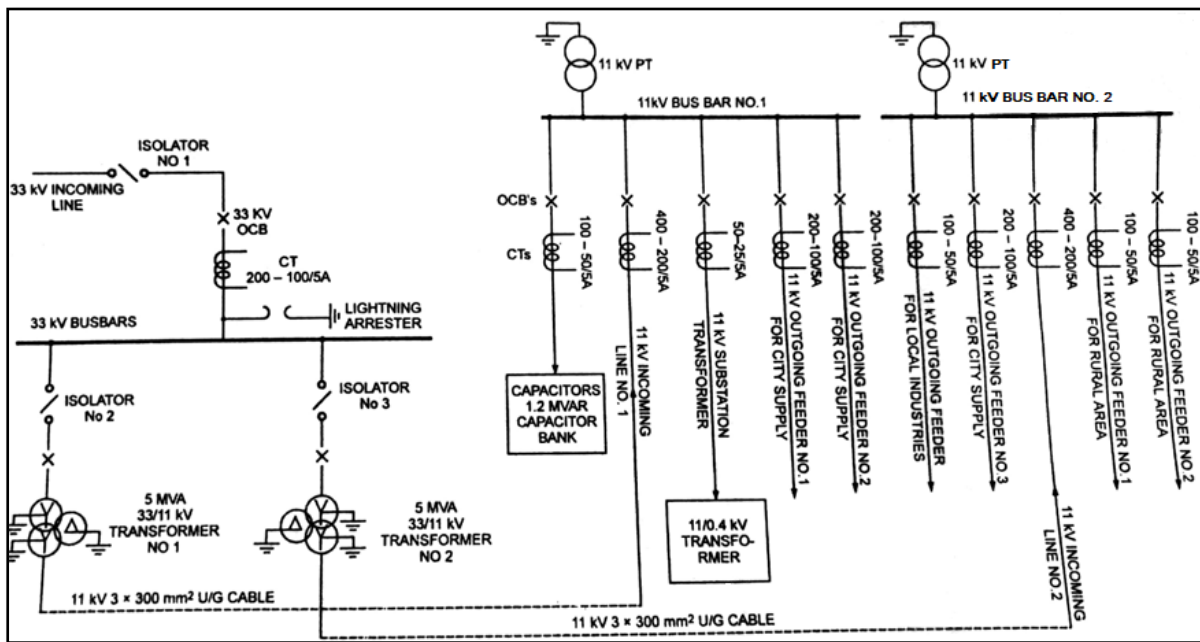 11 kV PT
11 kV PT
11kV BUS BAR NO.1
11 kV BUS BAR NO. 2
ISOLATOR
NO 1
33 kV INCOMING
LINE
33 KV
OCB
CT
200 – 100/5A
LIGHTNING
ARRESTER
33 kV BUSBARS
ISOLATOR
No 2
ISOLATOR
No 3
5 MVA
33/11 kV
TRANSFORMER
NO 1
5 MVA
33/11 kV
TRANSFORMER
NO 2
11 kV 3 × 300 mm² U/G CABLE
11 kV 3 × 300 mm² U/G CABLE
OCB's
CTs
100 – 50/5A
400 – 200/5A
50–25/5A
200–100/5A
200–100/5A
100 – 50/5A
200 – 100/5A
400 – 200/5A
100 – 50/5A
100 – 50/5A
CAPACITORS
1.2 MVAR
CAPACITOR
BANK
11 kV INCOMING
LINE NO. 1
11 kV SUBSTATION
TRANSFORMER
11/0.4 kV
TRANSFO-
RMER
11 kV OUTGOING FEEDER NO.1
FOR CITY SUPPLY
11 kV OUTGOING FEEDER NO.2
FOR CITY SUPPLY
11 kV OUTGOING FEEDER
FOR LOCAL INDUSTRIES
11 kV OUTGOING FEEDER NO.3
FOR CITY SUPPLY
11 kV INCOMING
LINE NO.2
11 kV OUTGOING FEEDER NO.1
FOR RURAL AREA
11 kV OUTGOING FEEDER NO 2
FOR RURAL AREA
Y
Δ
Y
Y
Δ
Y